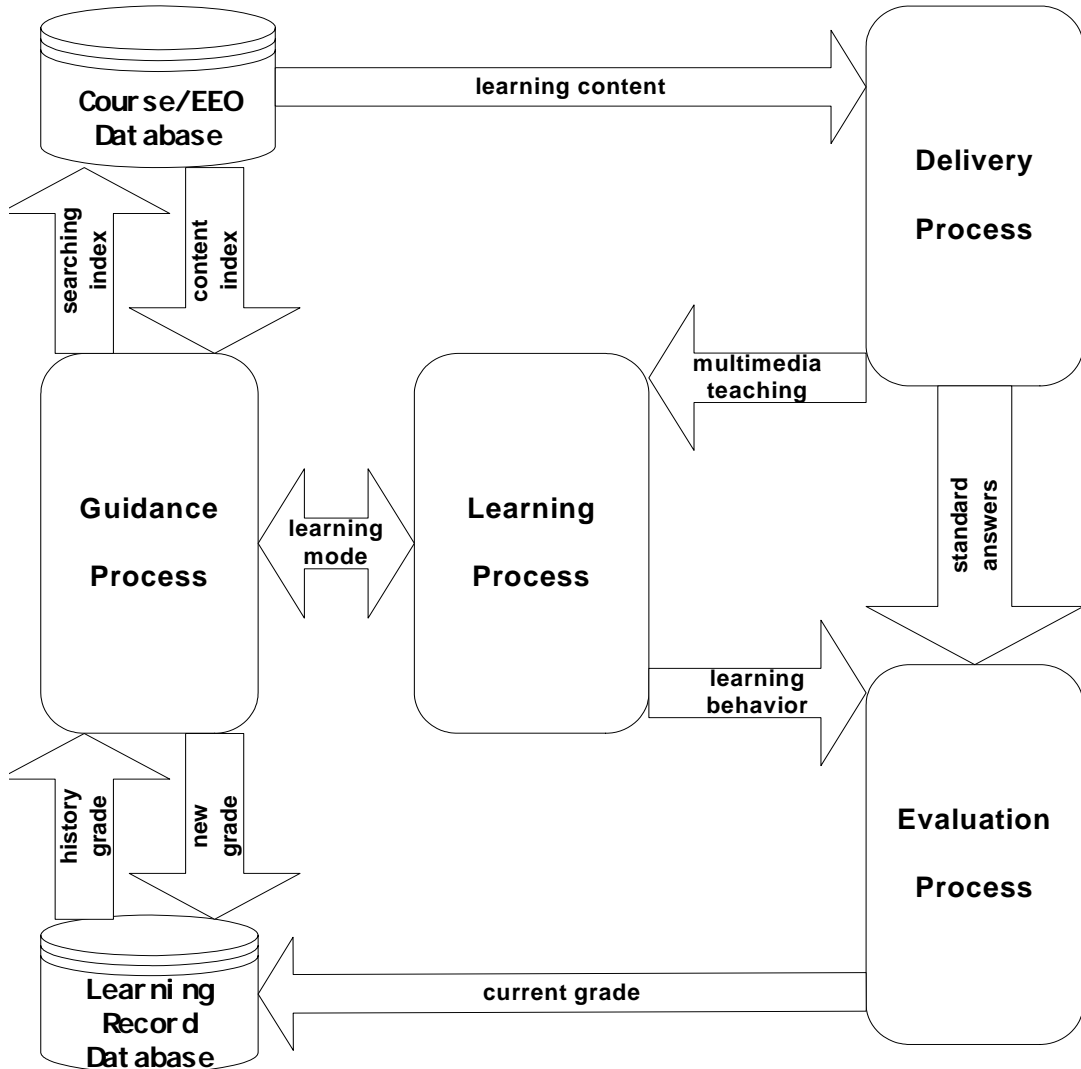 Course/EEO
Database
learning content
Delivery
Process
searching
index
content
index
multimedia
teaching
Guidance
Process
learning
mode
Learning
Process
standard
answers
learning
behavior
history
grade
new
grade
Evaluation
Process
Learning
Record
Database
current grade